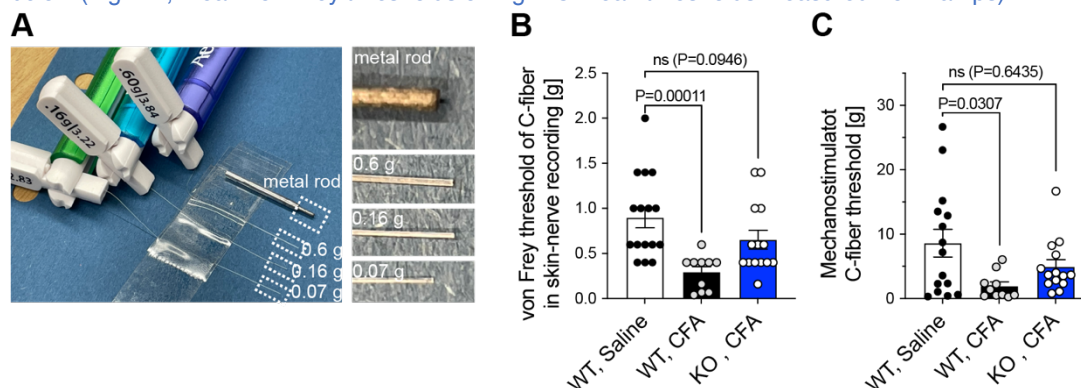 A
B
C
metal rod
.60g|3.84
.16g|3.22
metal rod
0.6 g
0.16 g
0.07 g
0.6 g
0.16 g
0.07 g
ns (P=0.0946)
P=0.00011
von Frey threshold of C-fiber
in skin-nerve recording [g]
2.5
2.0
1.5
1.0
0.5
0.0
WT, Saline
WT, CFA
KO , CFA
ns (P=0.6435)
P=0.0307
Mechanostimulatot
C-fiber threshold [g]
30
20
10
0
WT, Saline
WT, CFA
KO , CFA